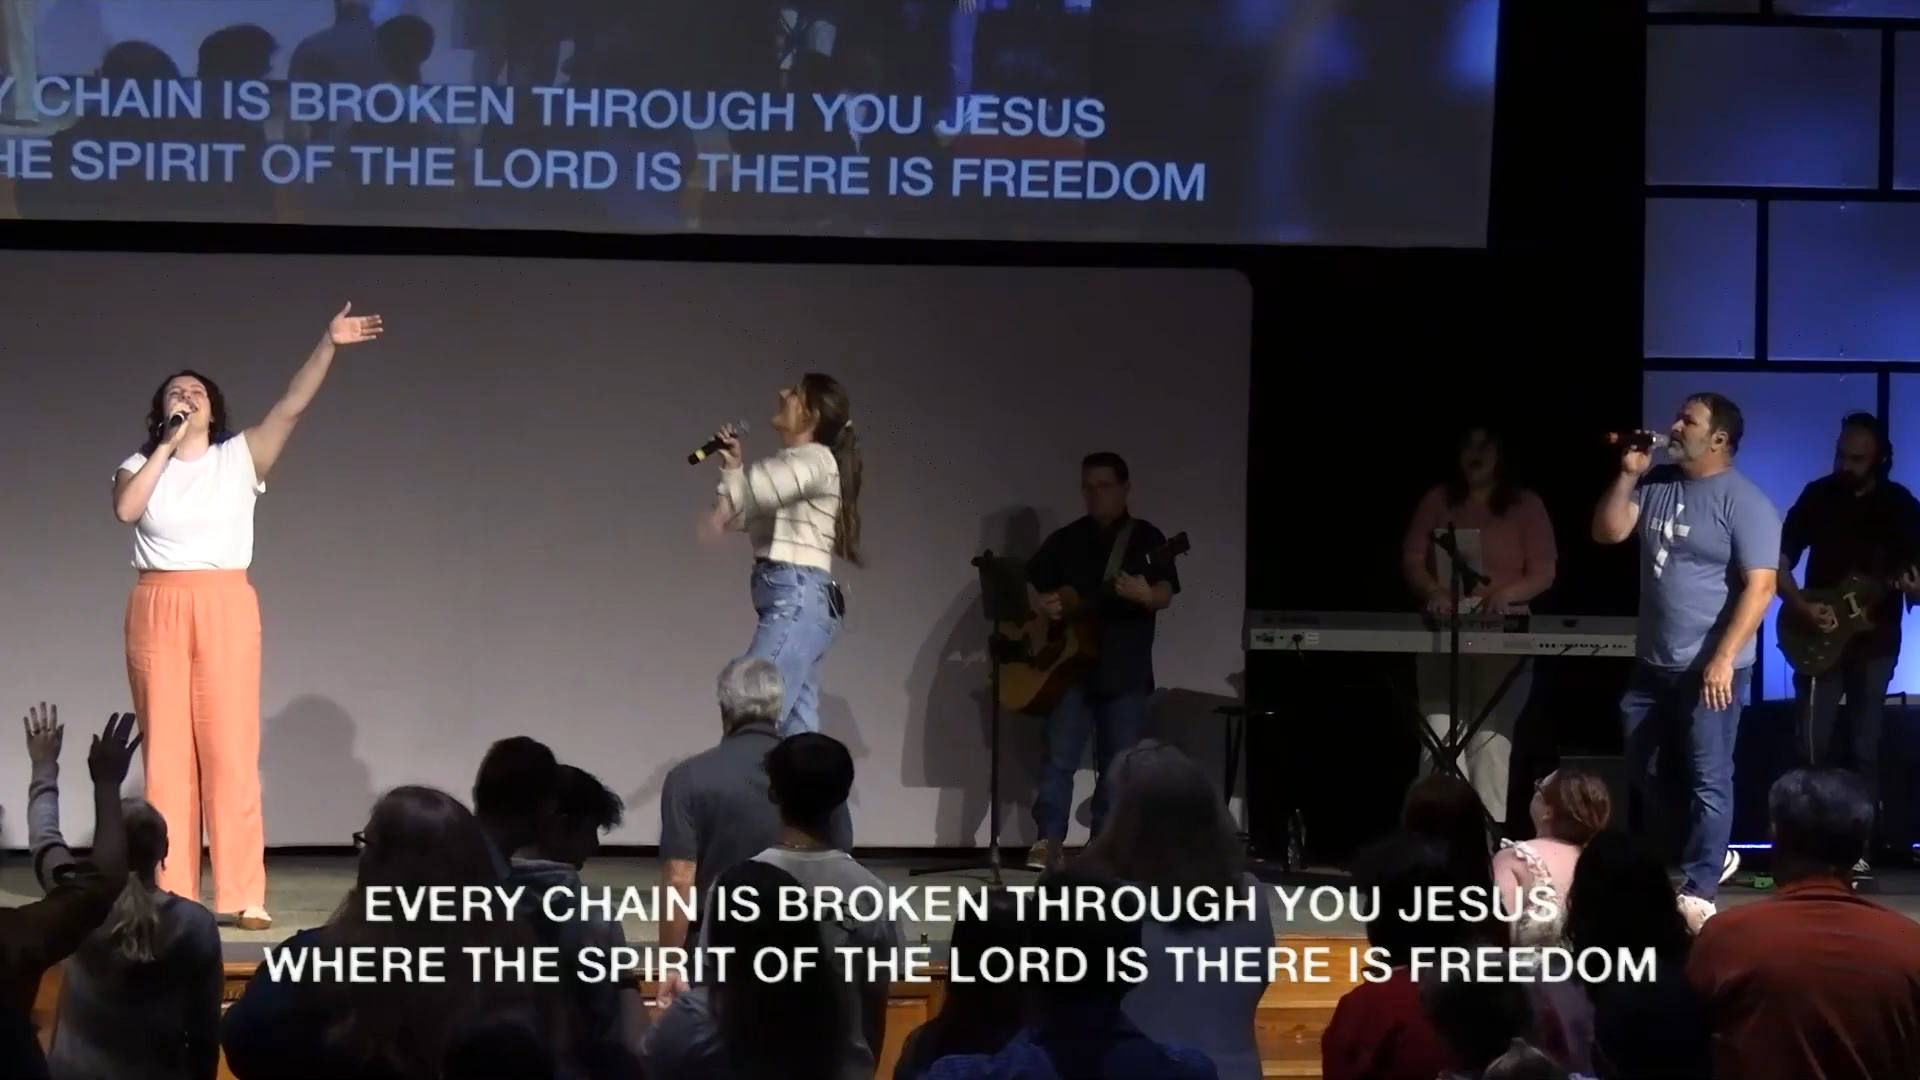 Y CHAIN IS BROKEN THROUGH YOU JESUS
HE SPIRIT OF THE LORD IS THERE IS FREEDOM
EVERY CHAIN IS BROKEN THROUGH YOU JESUS
WHERE THE SPIRIT OF THE LORD IS THERE IS FREEDOM